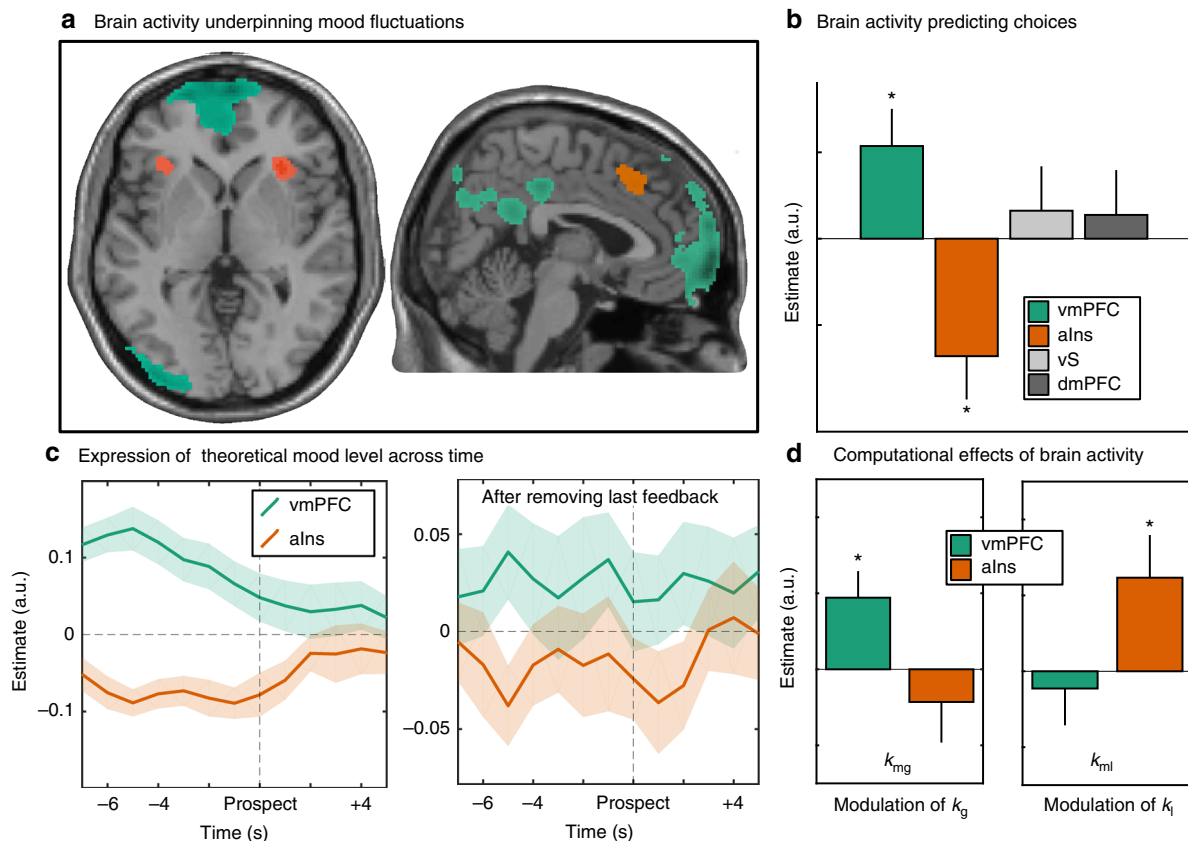 a Brain activity underpinning mood fluctuations
b Brain activity predicting choices
Estimate (a.u.)
*
*
vmPFC
aIns
vS
dmPFC
c Expression of theoretical mood level across time
Estimate (a.u.)
0.1
0
−0.1
vmPFC
aIns
−6
−4
Prospect
+4
Time (s)
After removing last feedback
0.05
0
−0.05
−6
−4
Prospect
+4
Time (s)
d Computational effects of brain activity
Estimate (a.u.)
vmPFC
aIns
*
*
kmg
kml
Modulation of kg
Modulation of kl